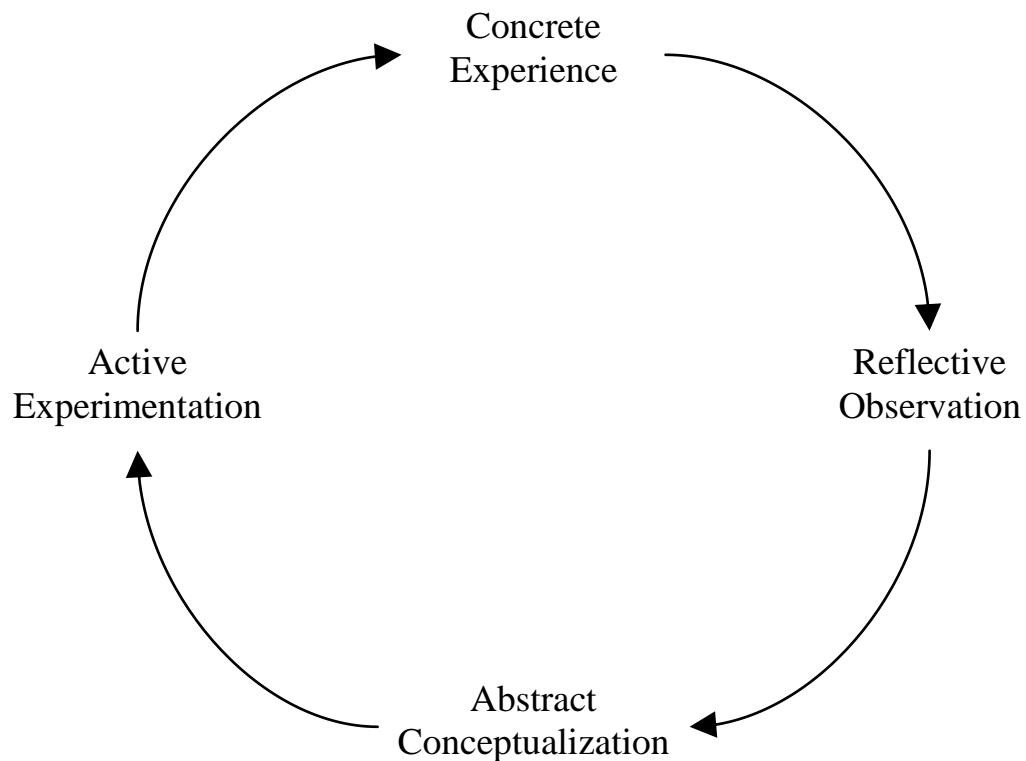 Concrete
Experience
Active
Experimentation
Reflective
Observation
Abstract
Conceptualization